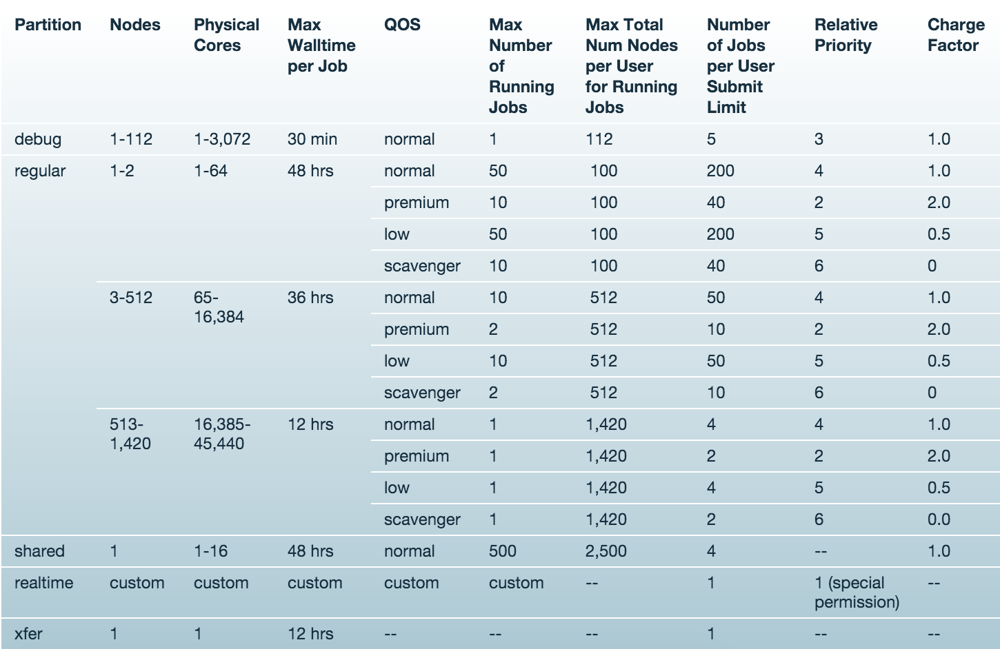 Partition Nodes Physical Cores Max Walltime per Job QOS Max Number of Running Jobs Max Total Num Nodes per User for Running Jobs Number of Jobs per User Submit Limit Relative Priority Charge Factor
debug 1-112 1-3,072 30 min normal 1 112 5 3 1.0
regular 1-2 1-64 48 hrs normal 50 100 200 4 1.0
premium 10 100 40 2 2.0
low 50 100 200 5 0.5
scavenger 10 100 40 6 0
3-512 65-16,384 36 hrs normal 10 512 50 4 1.0
premium 2 512 10 2 2.0
low 10 512 50 5 0.5
scavenger 2 512 10 6 0
513-1,420 16,385-45,440 12 hrs normal 1 1,420 4 4 1.0
premium 1 1,420 2 2 2.0
low 1 1,420 4 5 0.5
scavenger 1 1,420 2 6 0.0
shared 1 1-16 48 hrs normal 500 2,500 4 -- 1.0
realtime custom custom custom custom custom -- 1 1 (special permission) --
xfer 1 1 12 hrs -- -- -- 1 -- --